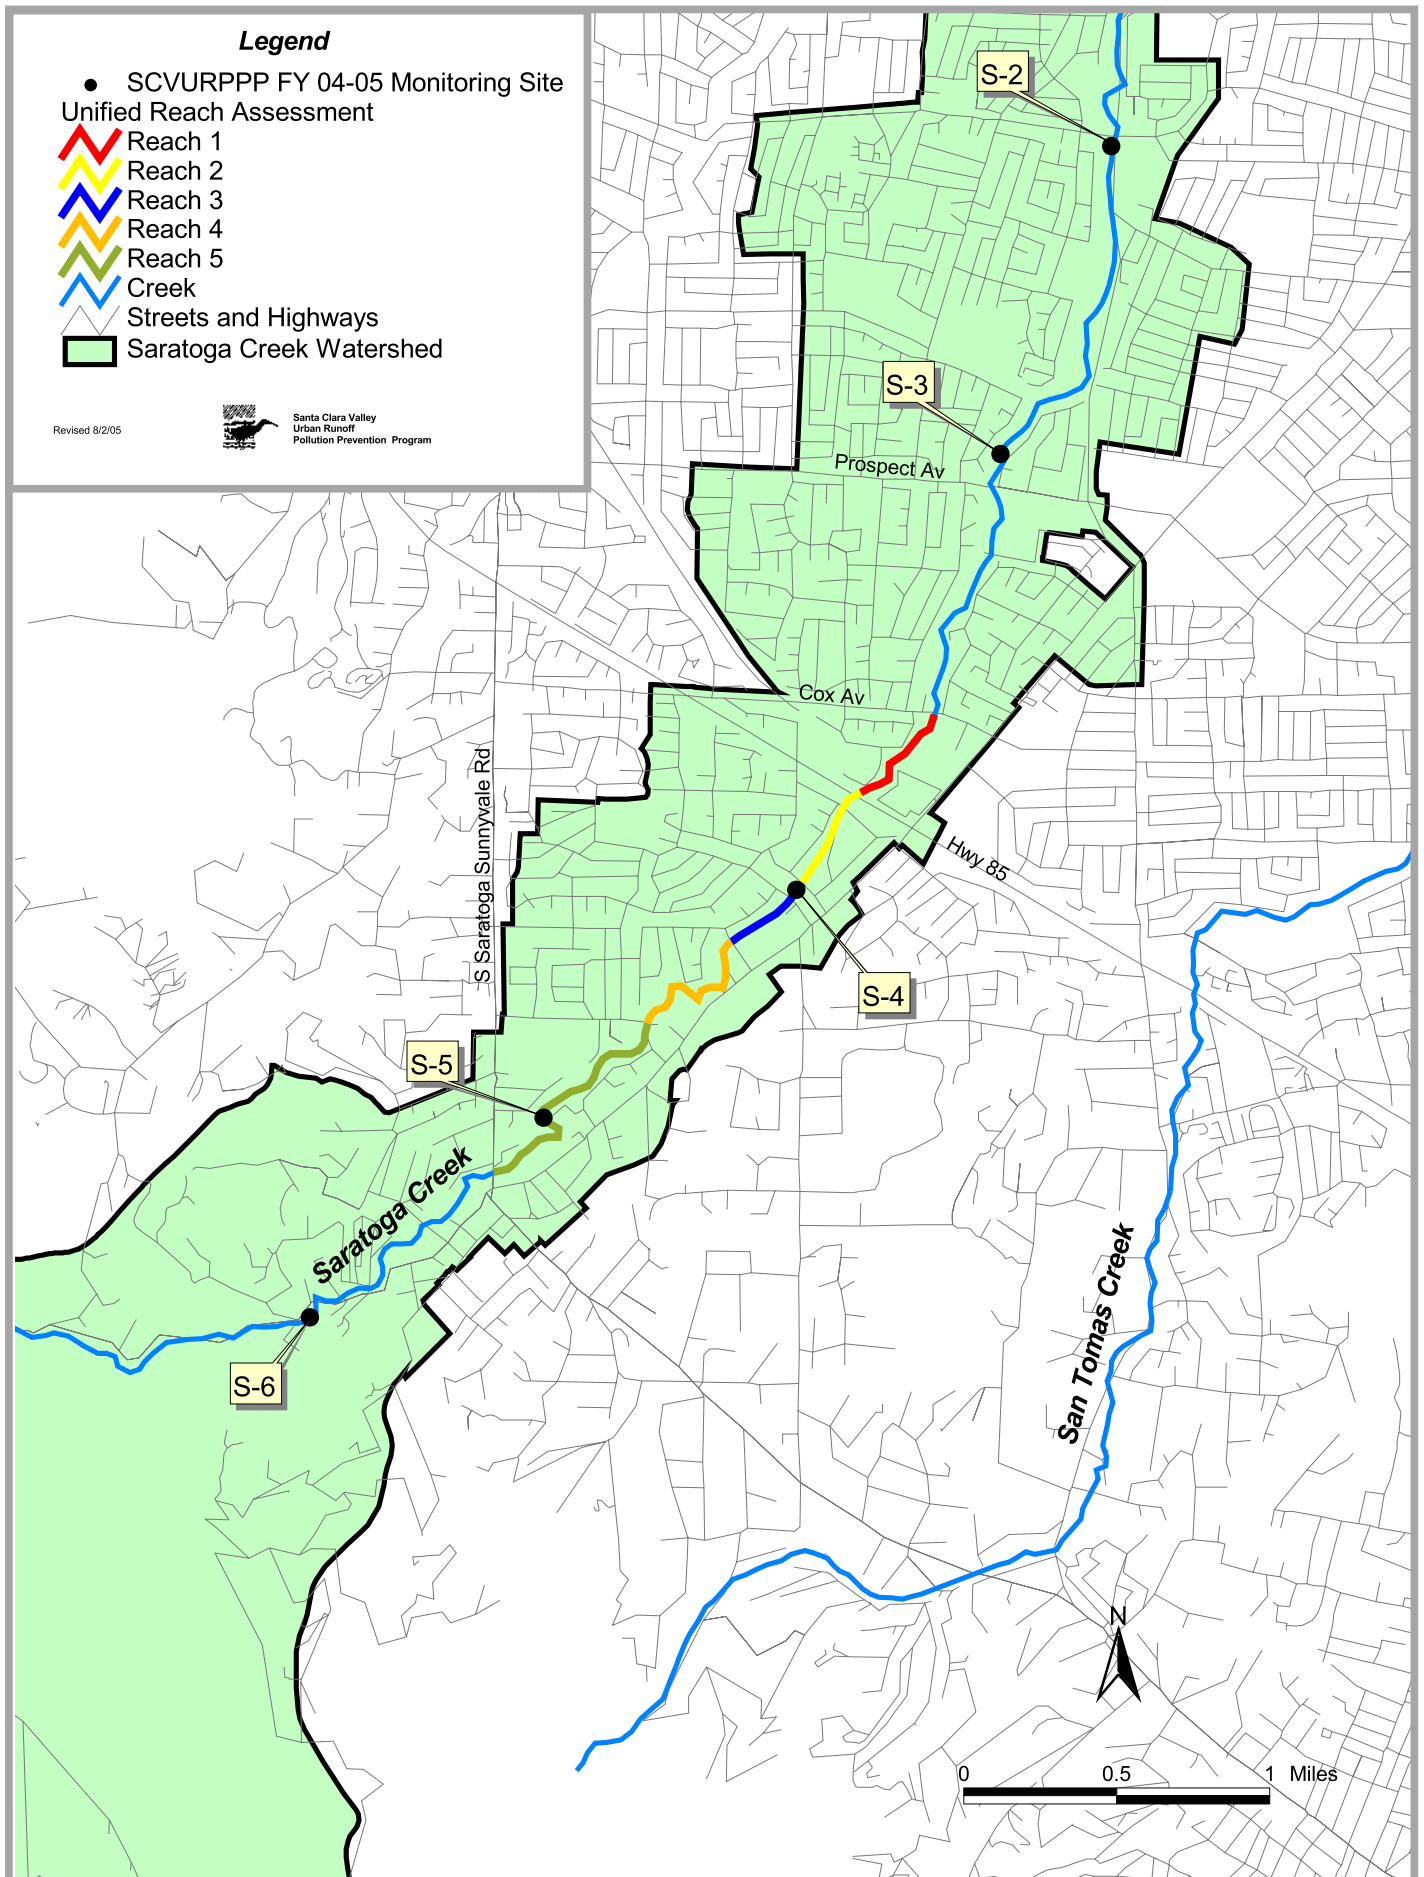 Legend
SCVURPPP FY 04-05 Monitoring Site
Unified Reach Assessment
Reach 1
Reach 2
Reach 3
Reach 4
Reach 5
Creek
Streets and Highways
Saratoga Creek Watershed
Revised 8/2/05
Santa Clara Valley
Urban Runoff
Pollution Prevention Program
S-2
S-3
Prospect Av
Cox Av
S Saratoga Sunnyvale Rd
Hwy 85
S-4
S-5
Saratoga Creek
S-6
San Tomas Creek
N
0 0.5 1 Miles